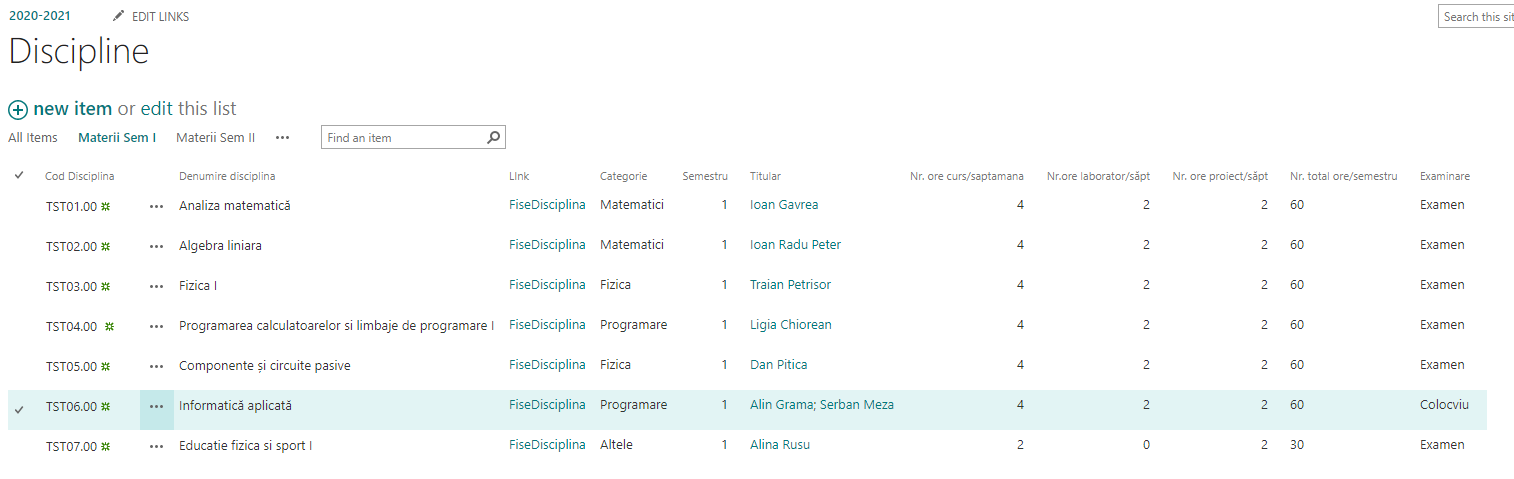 2020-2021 EDIT LINKS Search this sit
Discipline
new item or edit this list
All Items Materii Sem I Materii Sem II ••• Find an item
Cod Disciplina Denumire disciplina Link Categorie Semestru Titular Nr. ore curs/saptamana Nr.ore laborator/săpt Nr. ore proiect/săpt Nr. total ore/semestru Examinare
TST01.00 ••• Analiza matematică FiseDisciplina Matematici 1 Ioan Gavrea 4 2 2 60 Examen
TST02.00 ••• Algebra liniara FiseDisciplina Matematici 1 Ioan Radu Peter 4 2 2 60 Examen
TST03.00 ••• Fizica I FiseDisciplina Fizica 1 Traian Petrisor 4 2 2 60 Examen
TST04.00 ••• Programarea calculatoarelor si limbaje de programare I FiseDisciplina Programare 1 Ligia Chiorean 4 2 2 60 Examen
TST05.00 ••• Componente și circuite pasive FiseDisciplina Fizica 1 Dan Pitica 4 2 2 60 Examen
TST06.00 ••• Informatică aplicată FiseDisciplina Programare 1 Alin Grama; Serban Meza 4 2 2 60 Colocviu
TST07.00 ••• Educatie fizica si sport I FiseDisciplina Altele 1 Alina Rusu 2 0 2 30 Examen